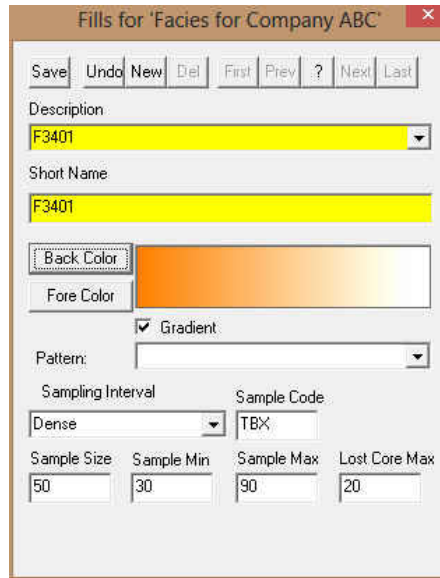 Fills for 'Facies for Company ABC'
Save Undo New Del First Prev ? Next Last
Description
F3401
Short Name
F3401
Back Color
Fore Color
Gradient
Pattern:
Sampling Interval Sample Code
Dense TBX
Sample Size Sample Min Sample Max Lost Core Max
50 30 90 20